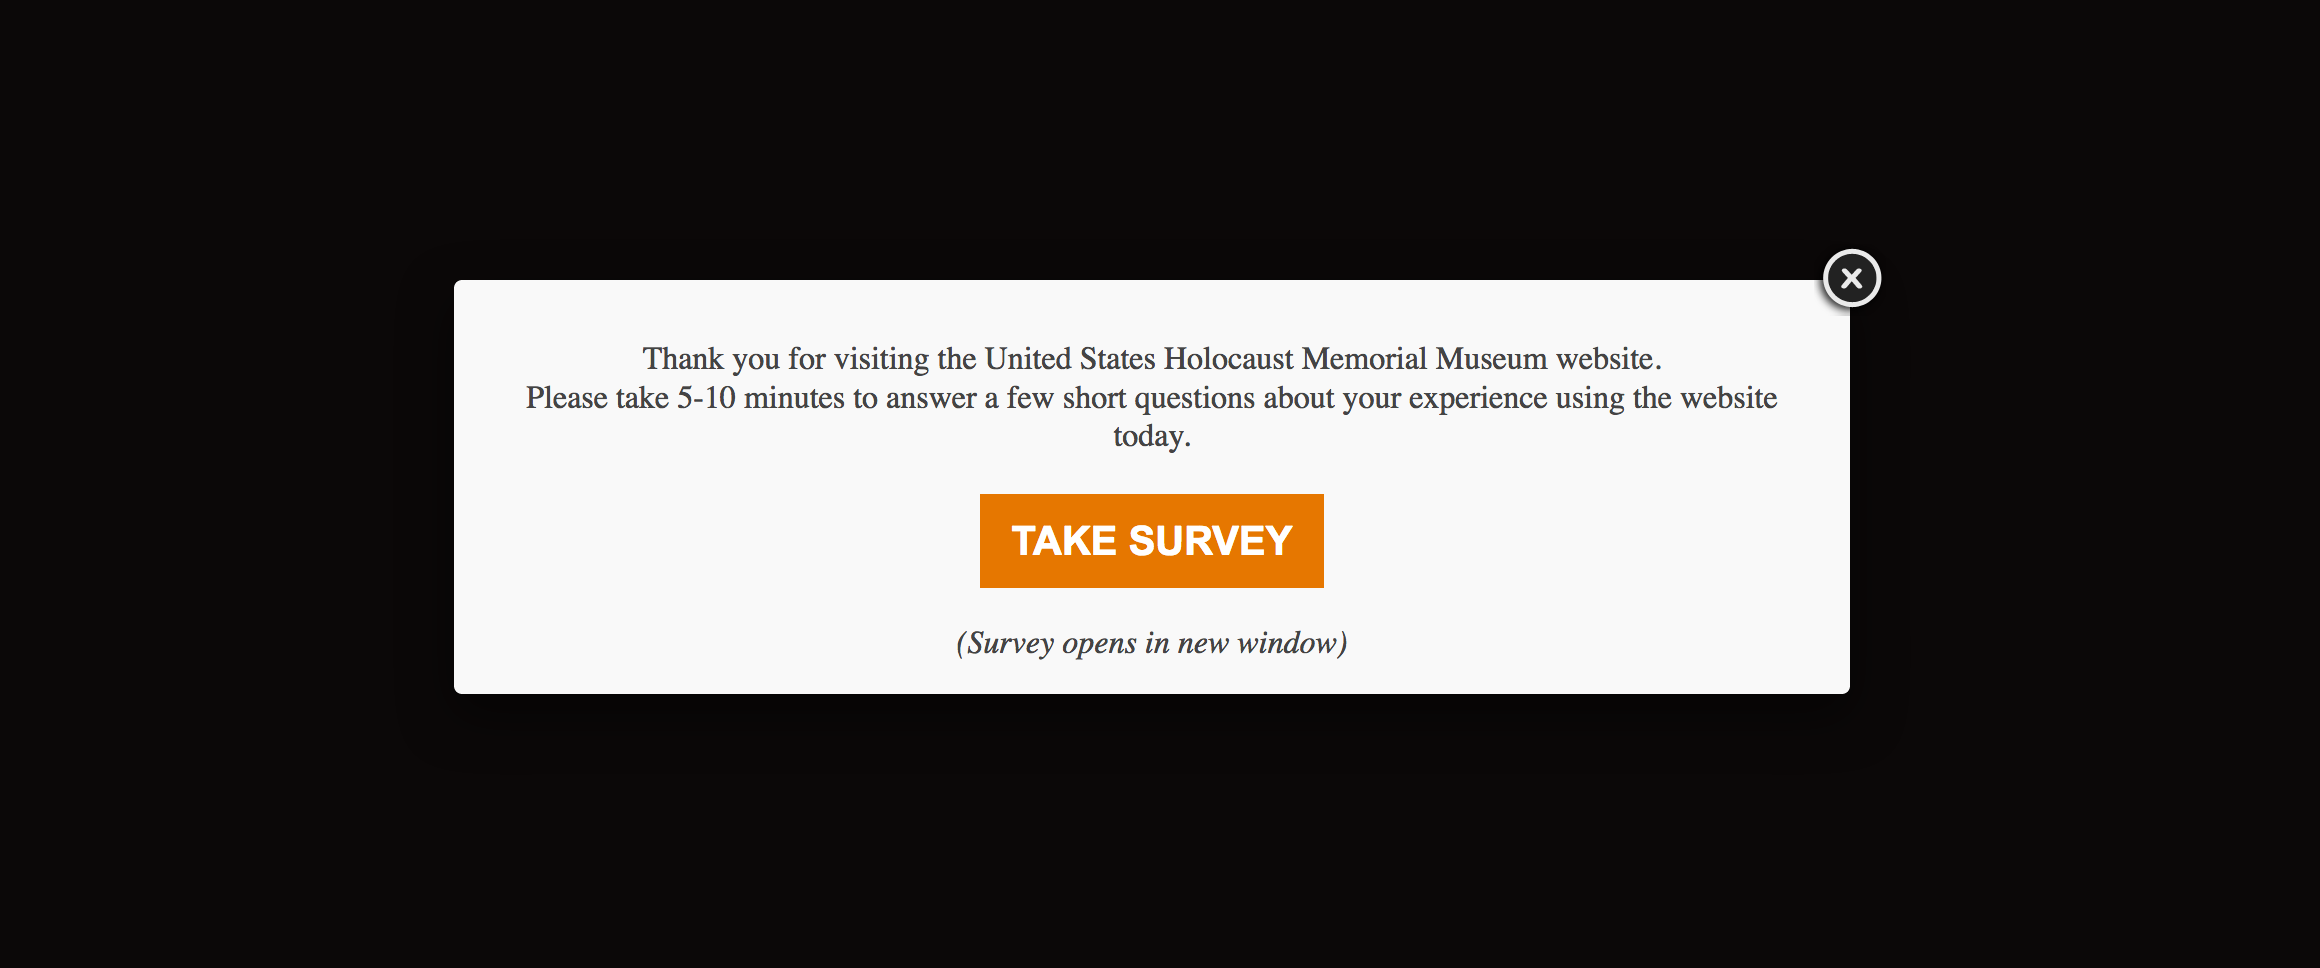 Thank you for visiting the United States Holocaust Memorial Museum website.
Please take 5-10 minutes to answer a few short questions about your experience using the website
today.
TAKE SURVEY
(Survey opens in new window)